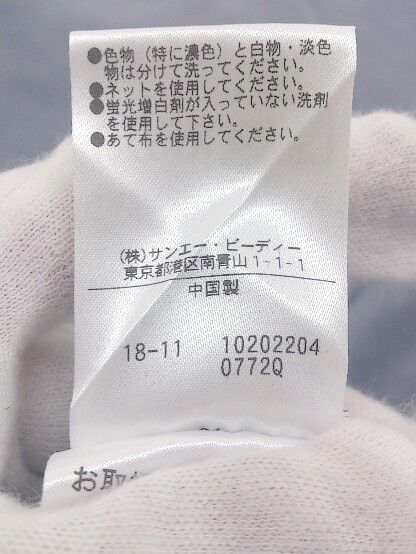 ●色物（特に濃色）と白物・淡色
物は分けて洗ってください。
●ネットを使用してください。
●蛍光増白剤が入っていない洗剤
を使用して下さい。
●あて布を使用してください。
(株)サンエー・ビーディー
東京都港区南青山1-1-1
中国製
18-11 10202204
0772Q
お取